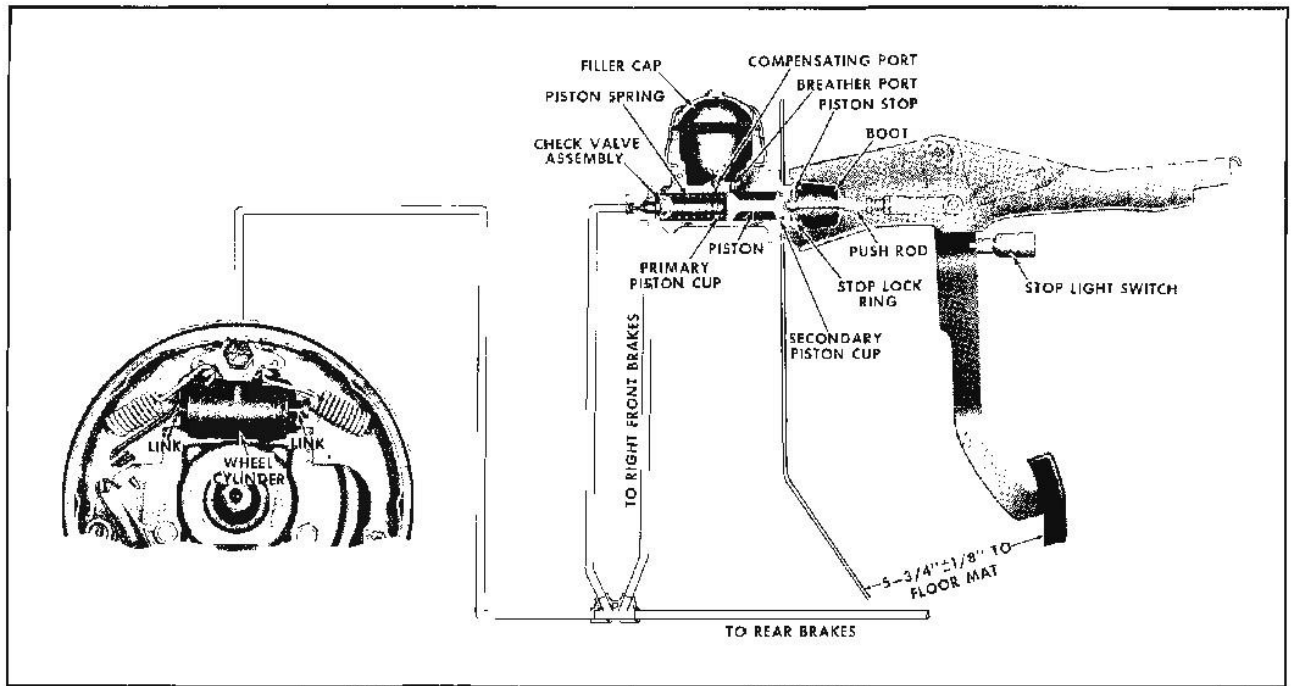 FILLER CAP
PISTON SPRING
CHECK VALVE
ASSEMBLY
COMPENSATING PORT
BREATHER PORT
PISTON STOP
BOOT
PISTON
PRIMARY
PISTON CUP
PUSH ROD
STOP LOCK
RING
STOP LIGHT SWITCH
SECONDARY
PISTON CUP
TO RIGHT FRONT BRAKES
LINK
LINK
WHEEL
CYLINDER
5-3/4"±1/8" TO
FLOOR MAT
TO REAR BRAKES